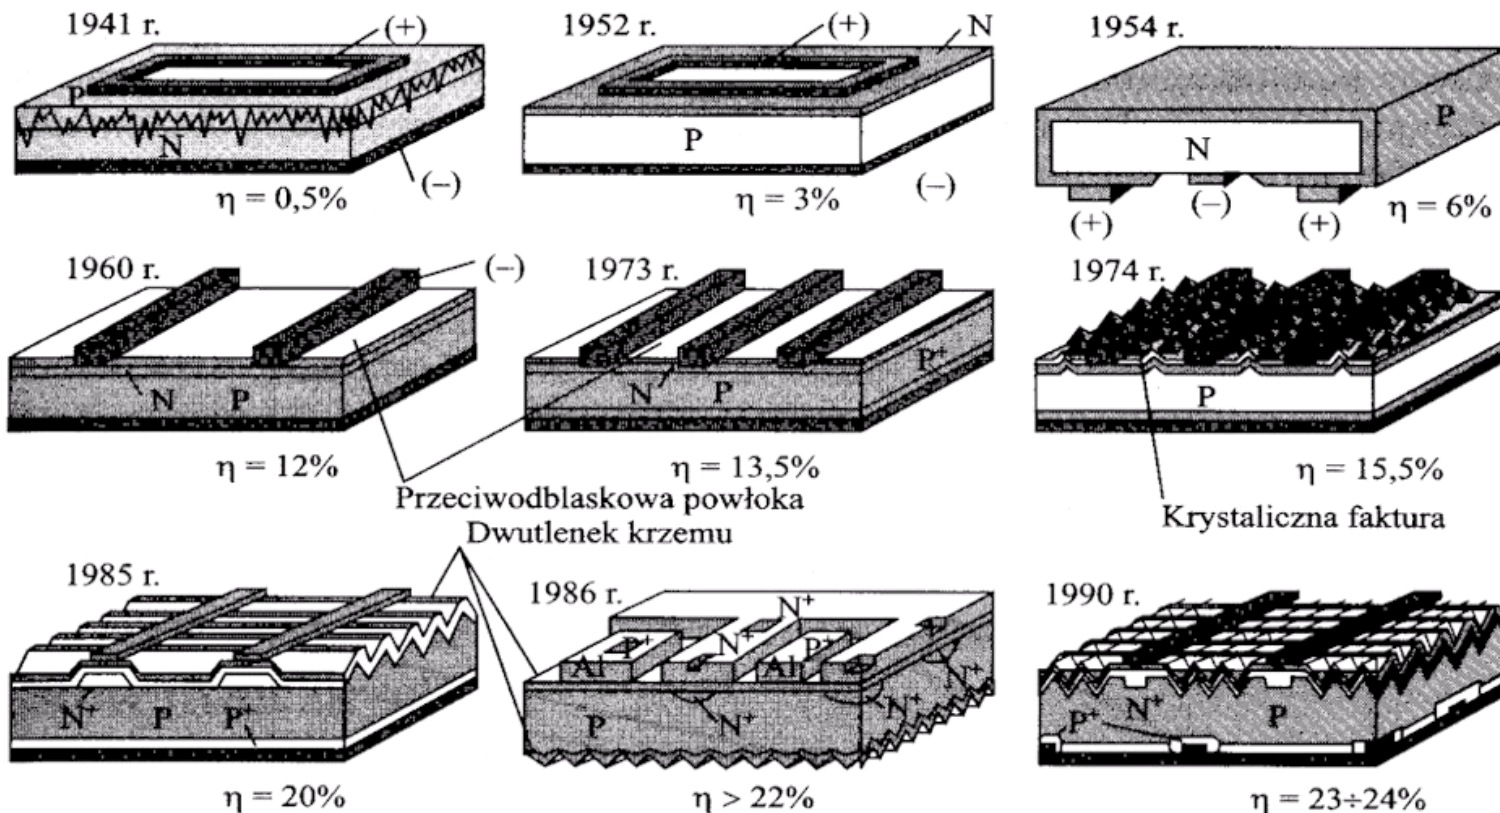 1941 r.
(+)
P
N
(–)
η = 0,5%
1952 r.
(+)
N
P
(–)
η = 3%
1954 r.
P
N
(+)
(–)
(+)
η = 6%
1960 r.
(–)
N
P
η = 12%
1973 r.
N
P
P⁺
η = 13,5%
1974 r.
P
η = 15,5%
Przeciwodblaskowa powłoka
Dwutlenek krzemu
Krystaliczna faktura
1985 r.
N⁺
P
P⁺
η = 20%
1986 r.
N⁺
P⁺
N⁺
P⁺
Al
Al
P
N⁺
N⁺
η > 22%
1990 r.
P⁺
N⁺
P
η = 23÷24%